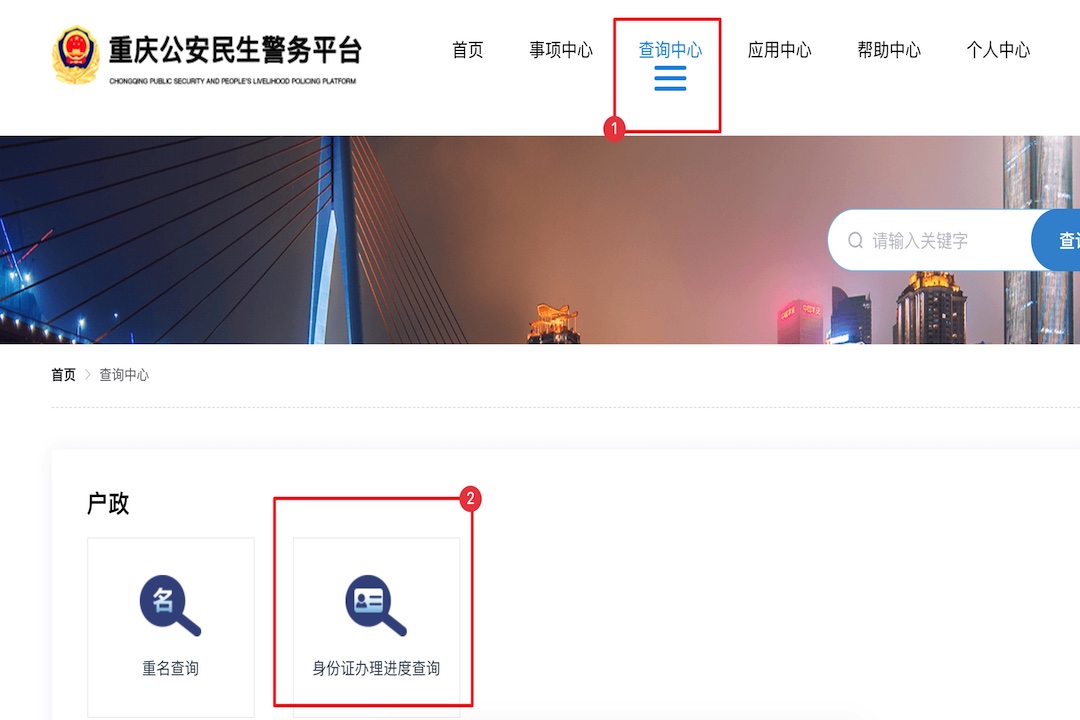 重庆公安民生警务平台
CHONGQING PUBLIC SECURITY AND PEOPLE'S LIVELIHOOD POLICING PLATFORM
首页 事项中心 查询中心 应用中心 帮助中心 个人中心
1
请输入关键字 查
首页 > 查询中心
户政
2
名
重名查询 身份证办理进度查询